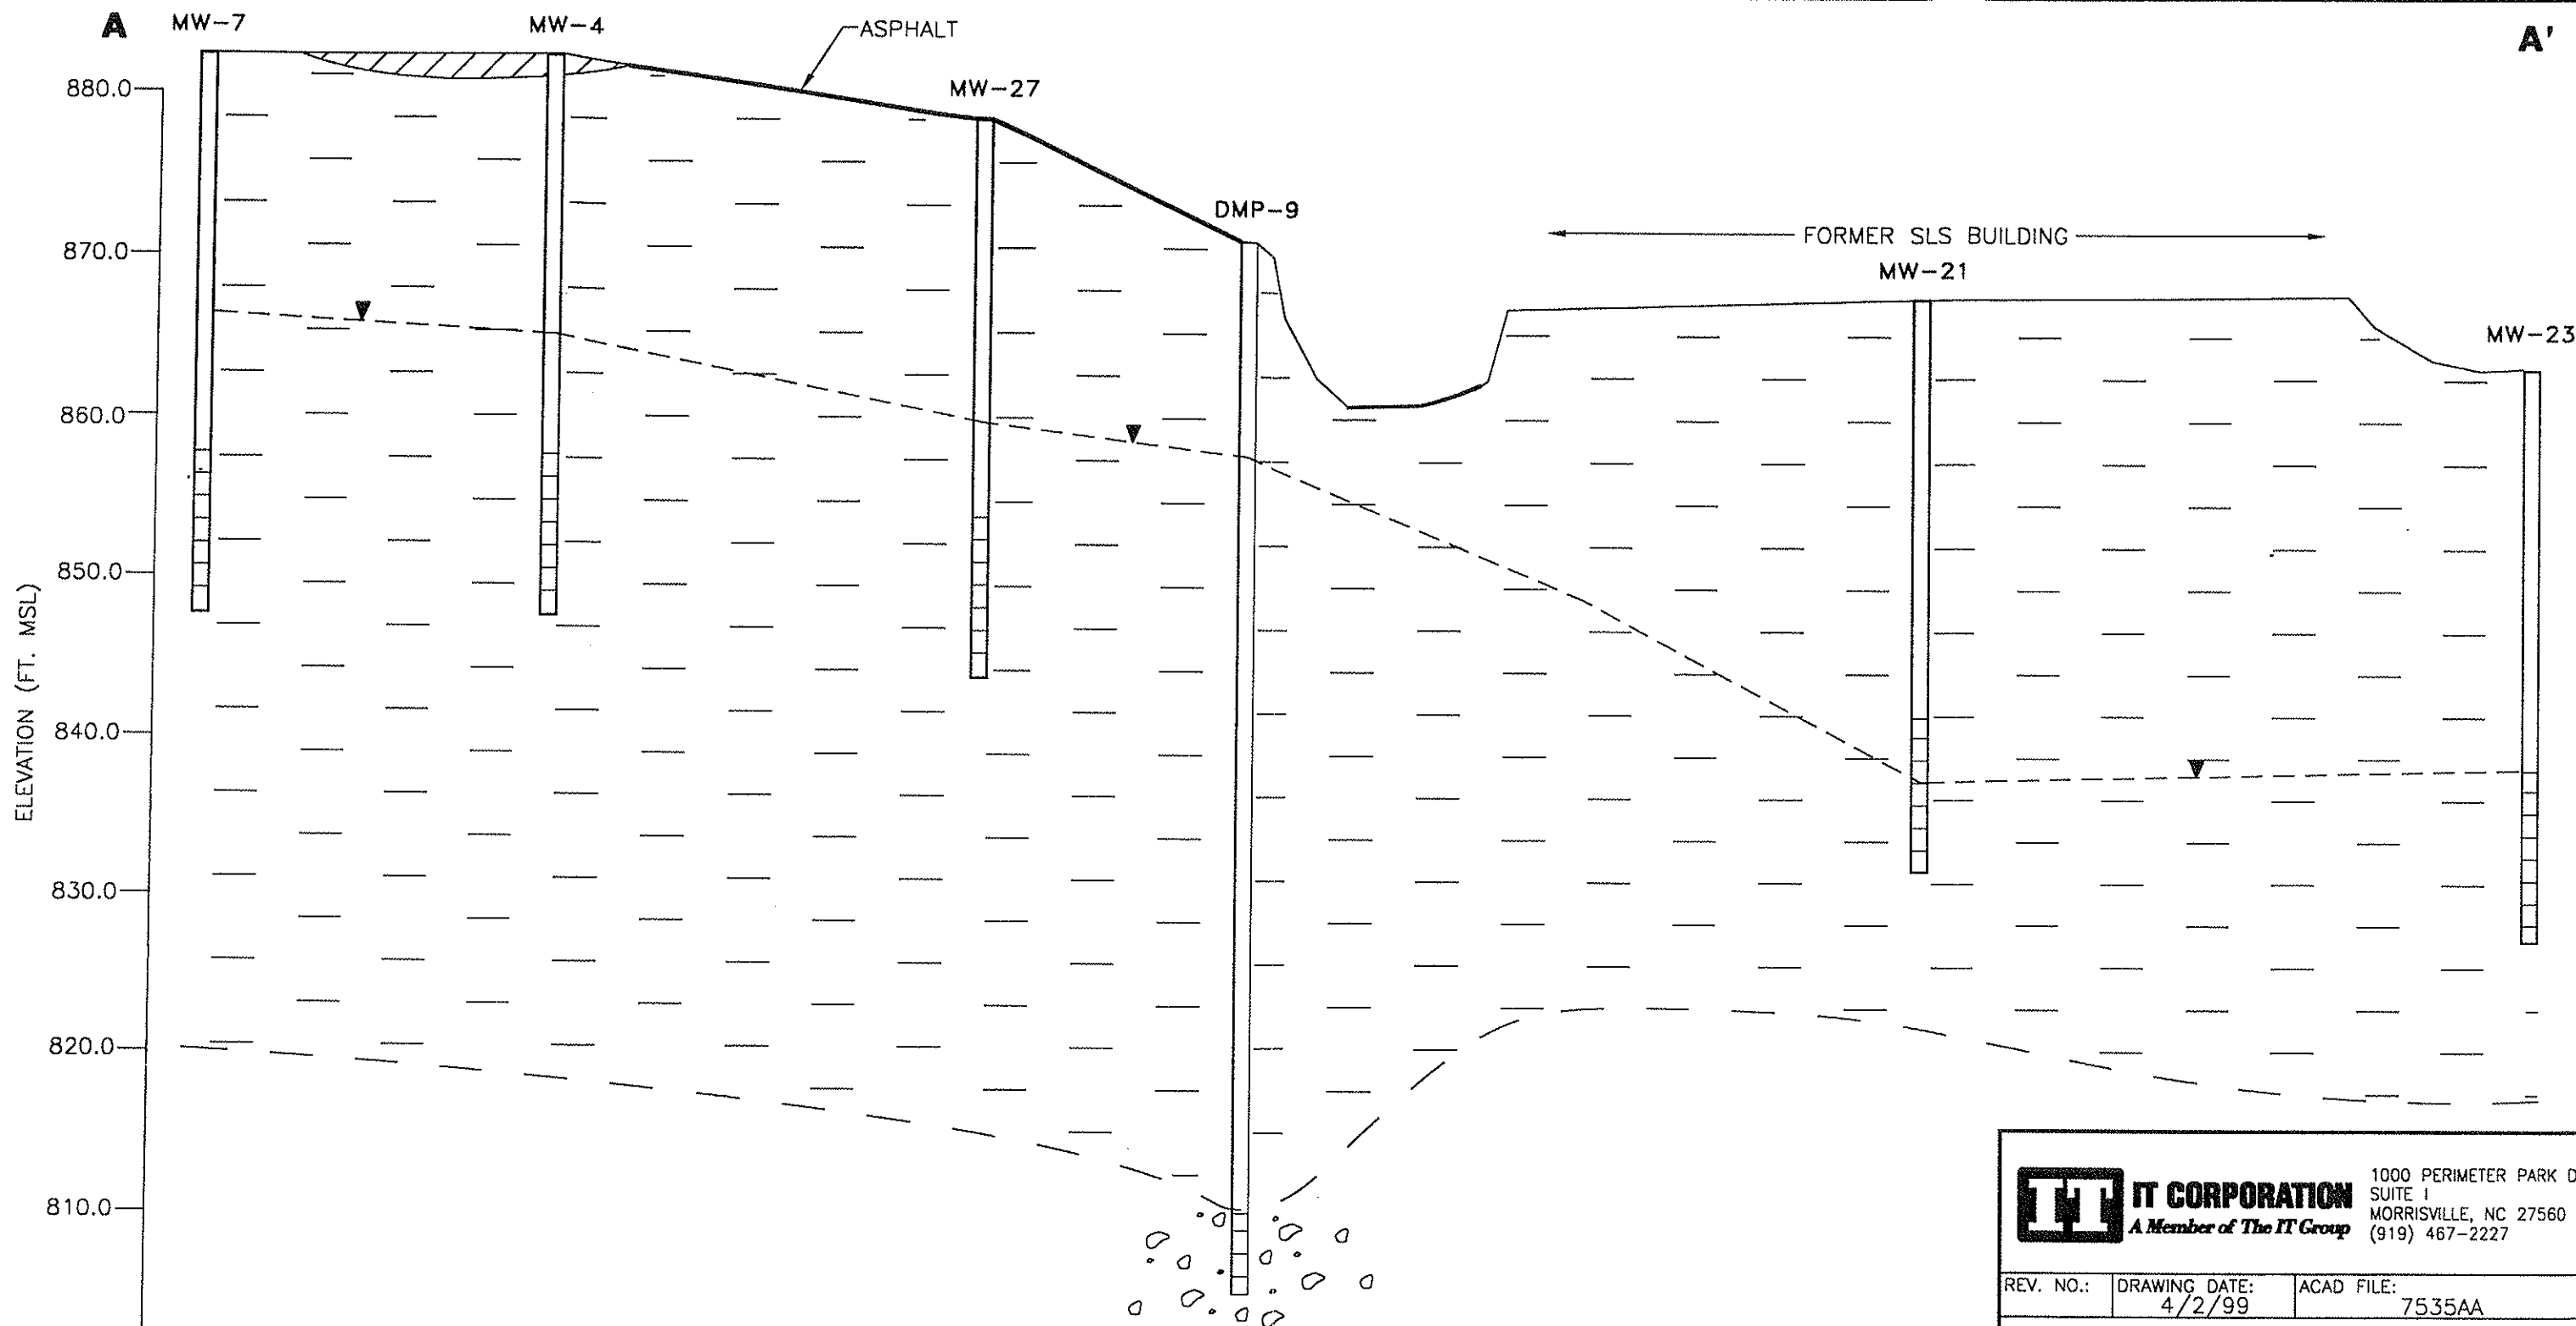 A
MW-7
MW-4
ASPHALT
A'
MW-27
880.0
DMP-9
870.0
FORMER SLS BUILDING
MW-21
MW-23
860.0
850.0
ELEVATION (FT. MSL)
840.0
830.0
820.0
810.0
IT
IT CORPORATION
A Member of The IT Group
1000 PERIMETER PARK D
SUITE I
MORRISVILLE, NC 27560
(919) 467-2227
REV. NO.:
DRAWING DATE:
4/2/99
ACAD FILE:
7535AA